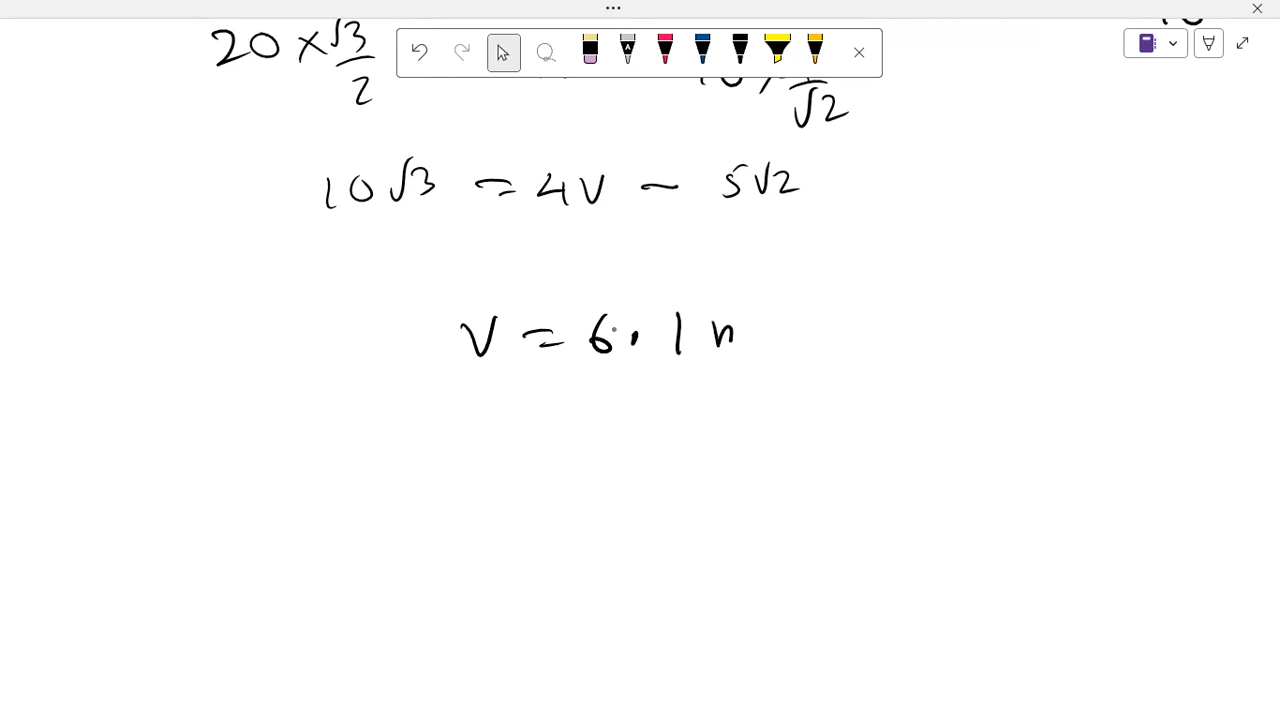 20 × √3/2
√2
10√3 = 4V - 5√2
V = 6.1 n